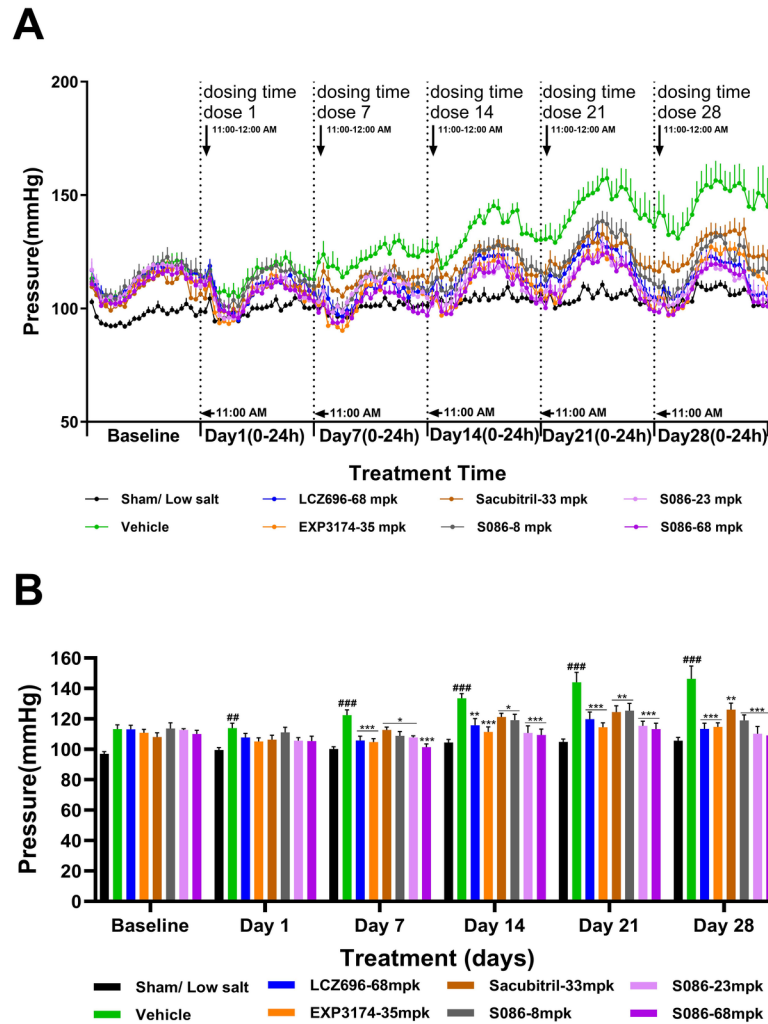 A
200
150
100
50
Pressure(mmHg)
dosing time dosing time dosing time dosing time dosing time
dose 1 dose 7 dose 14 dose 21 dose 28
11:00-12:00 AM 11:00-12:00 AM 11:00-12:00 AM 11:00-12:00 AM 11:00-12:00 AM
11:00 AM 11:00 AM 11:00 AM 11:00 AM 11:00 AM
Baseline Day1(0-24h) Day7(0-24h) Day14(0-24h) Day21(0-24h) Day28(0-24h)
Treatment Time
Sham/ Low salt LCZ696-68 mpk Sacubitril-33 mpk S086-23 mpk
Vehicle EXP3174-35 mpk S086-8 mpk S086-68 mpk
B
160
140
120
100
80
60
40
20
0
Pressure(mmHg)
## ### *** * *** ### ** *** * *** ### *** ** *** ### *** ** ***
Baseline Day 1 Day 7 Day 14 Day 21 Day 28
Treatment (days)
Sham/ Low salt LCZ696-68mpk Sacubitril-33mpk S086-23mpk
Vehicle EXP3174-35mpk S086-8mpk S086-68mpk